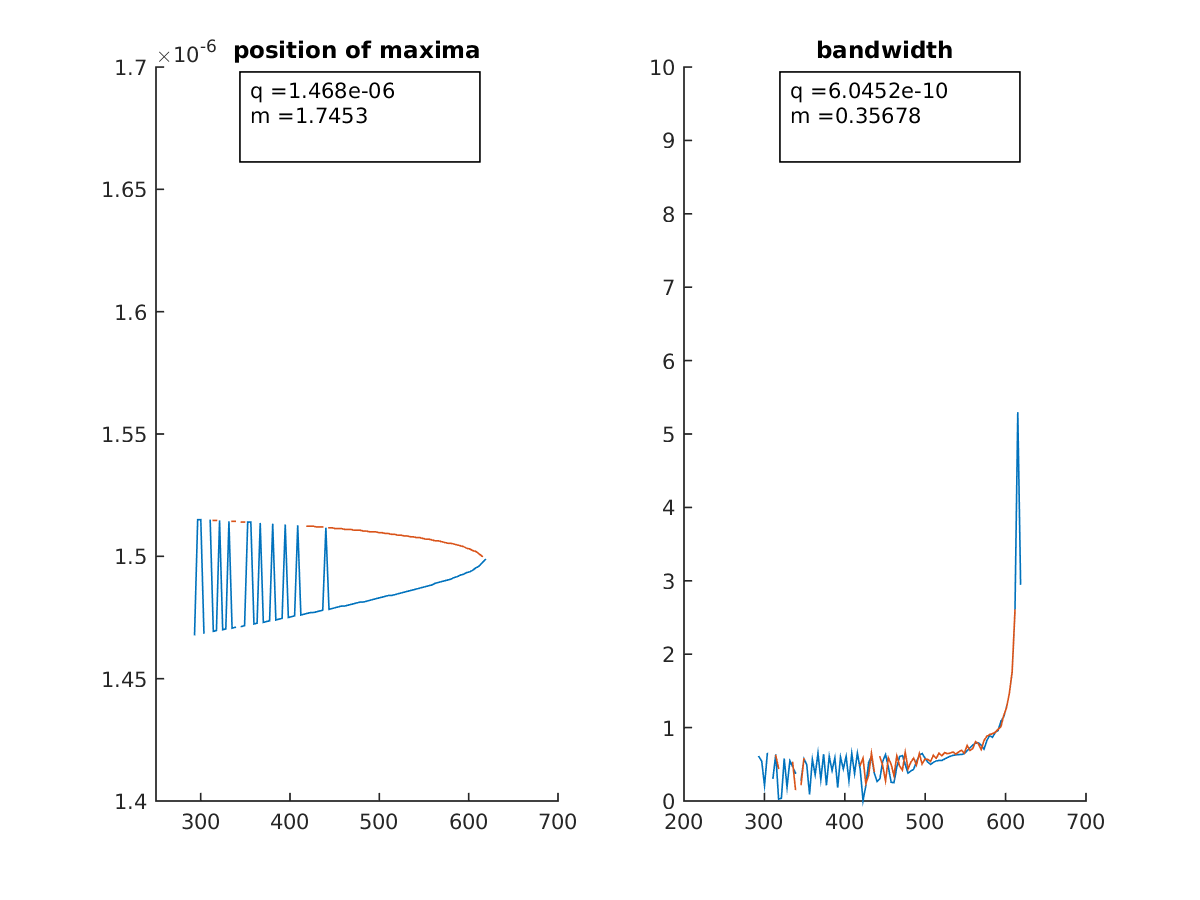 ×10-6
position of maxima
q =1.468e-06
m =1.7453
1.7
1.65
1.6
1.55
1.5
1.45
1.4
300 400 500 600 700
bandwidth
q =6.0452e-10
m =0.35678
10
9
8
7
6
5
4
3
2
1
0
200 300 400 500 600 700